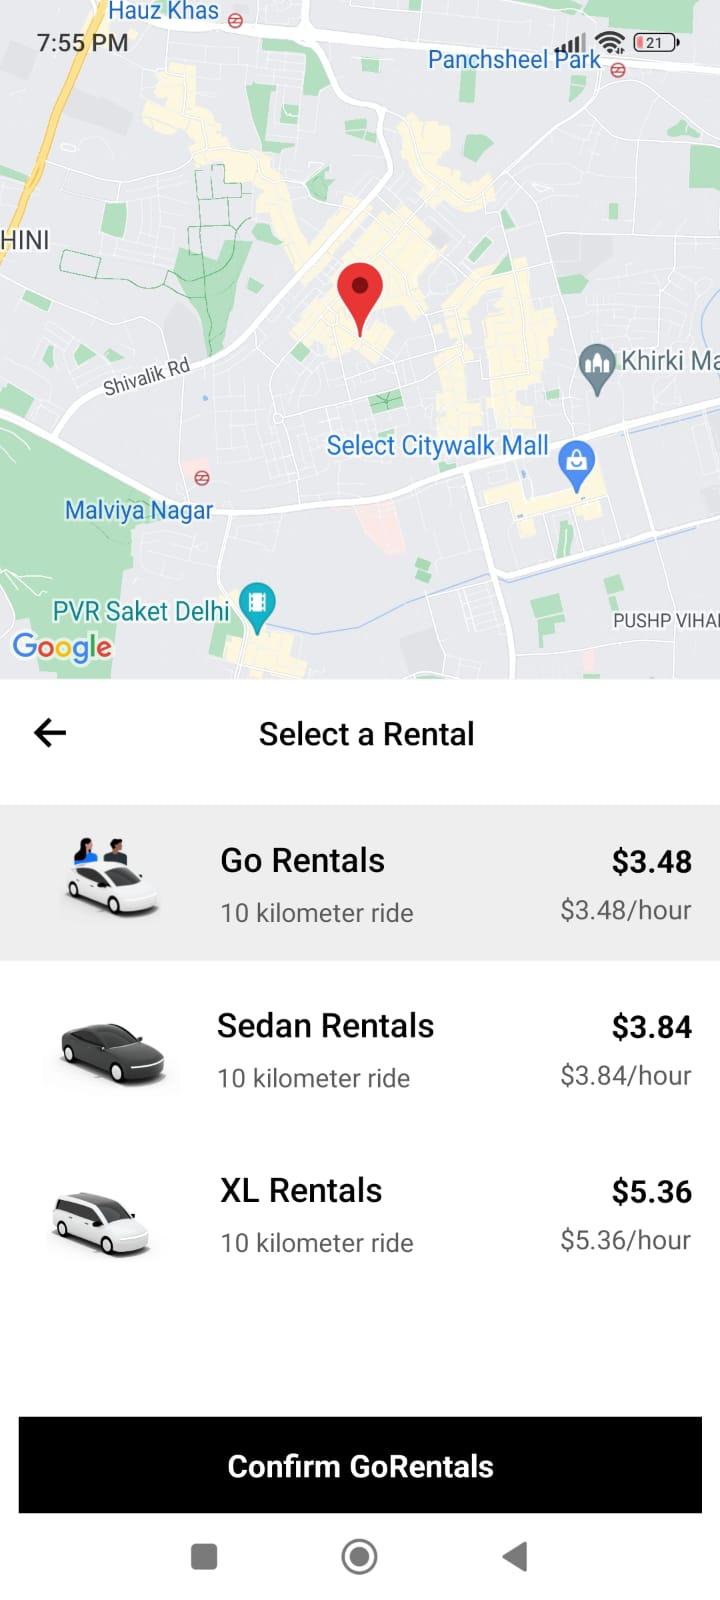 Hauz Khas
7:55 PM
21
Panchsheel Park
HINI
Shivalik Rd
Khirki Ma
Select Citywalk Mall
Malviya Nagar
PVR Saket Delhi
PUSHP VIHAR
Google
Select a Rental
Go Rentals
$3.48
10 kilometer ride
$3.48/hour
Sedan Rentals
$3.84
10 kilometer ride
$3.84/hour
XL Rentals
$5.36
10 kilometer ride
$5.36/hour
Confirm GoRentals